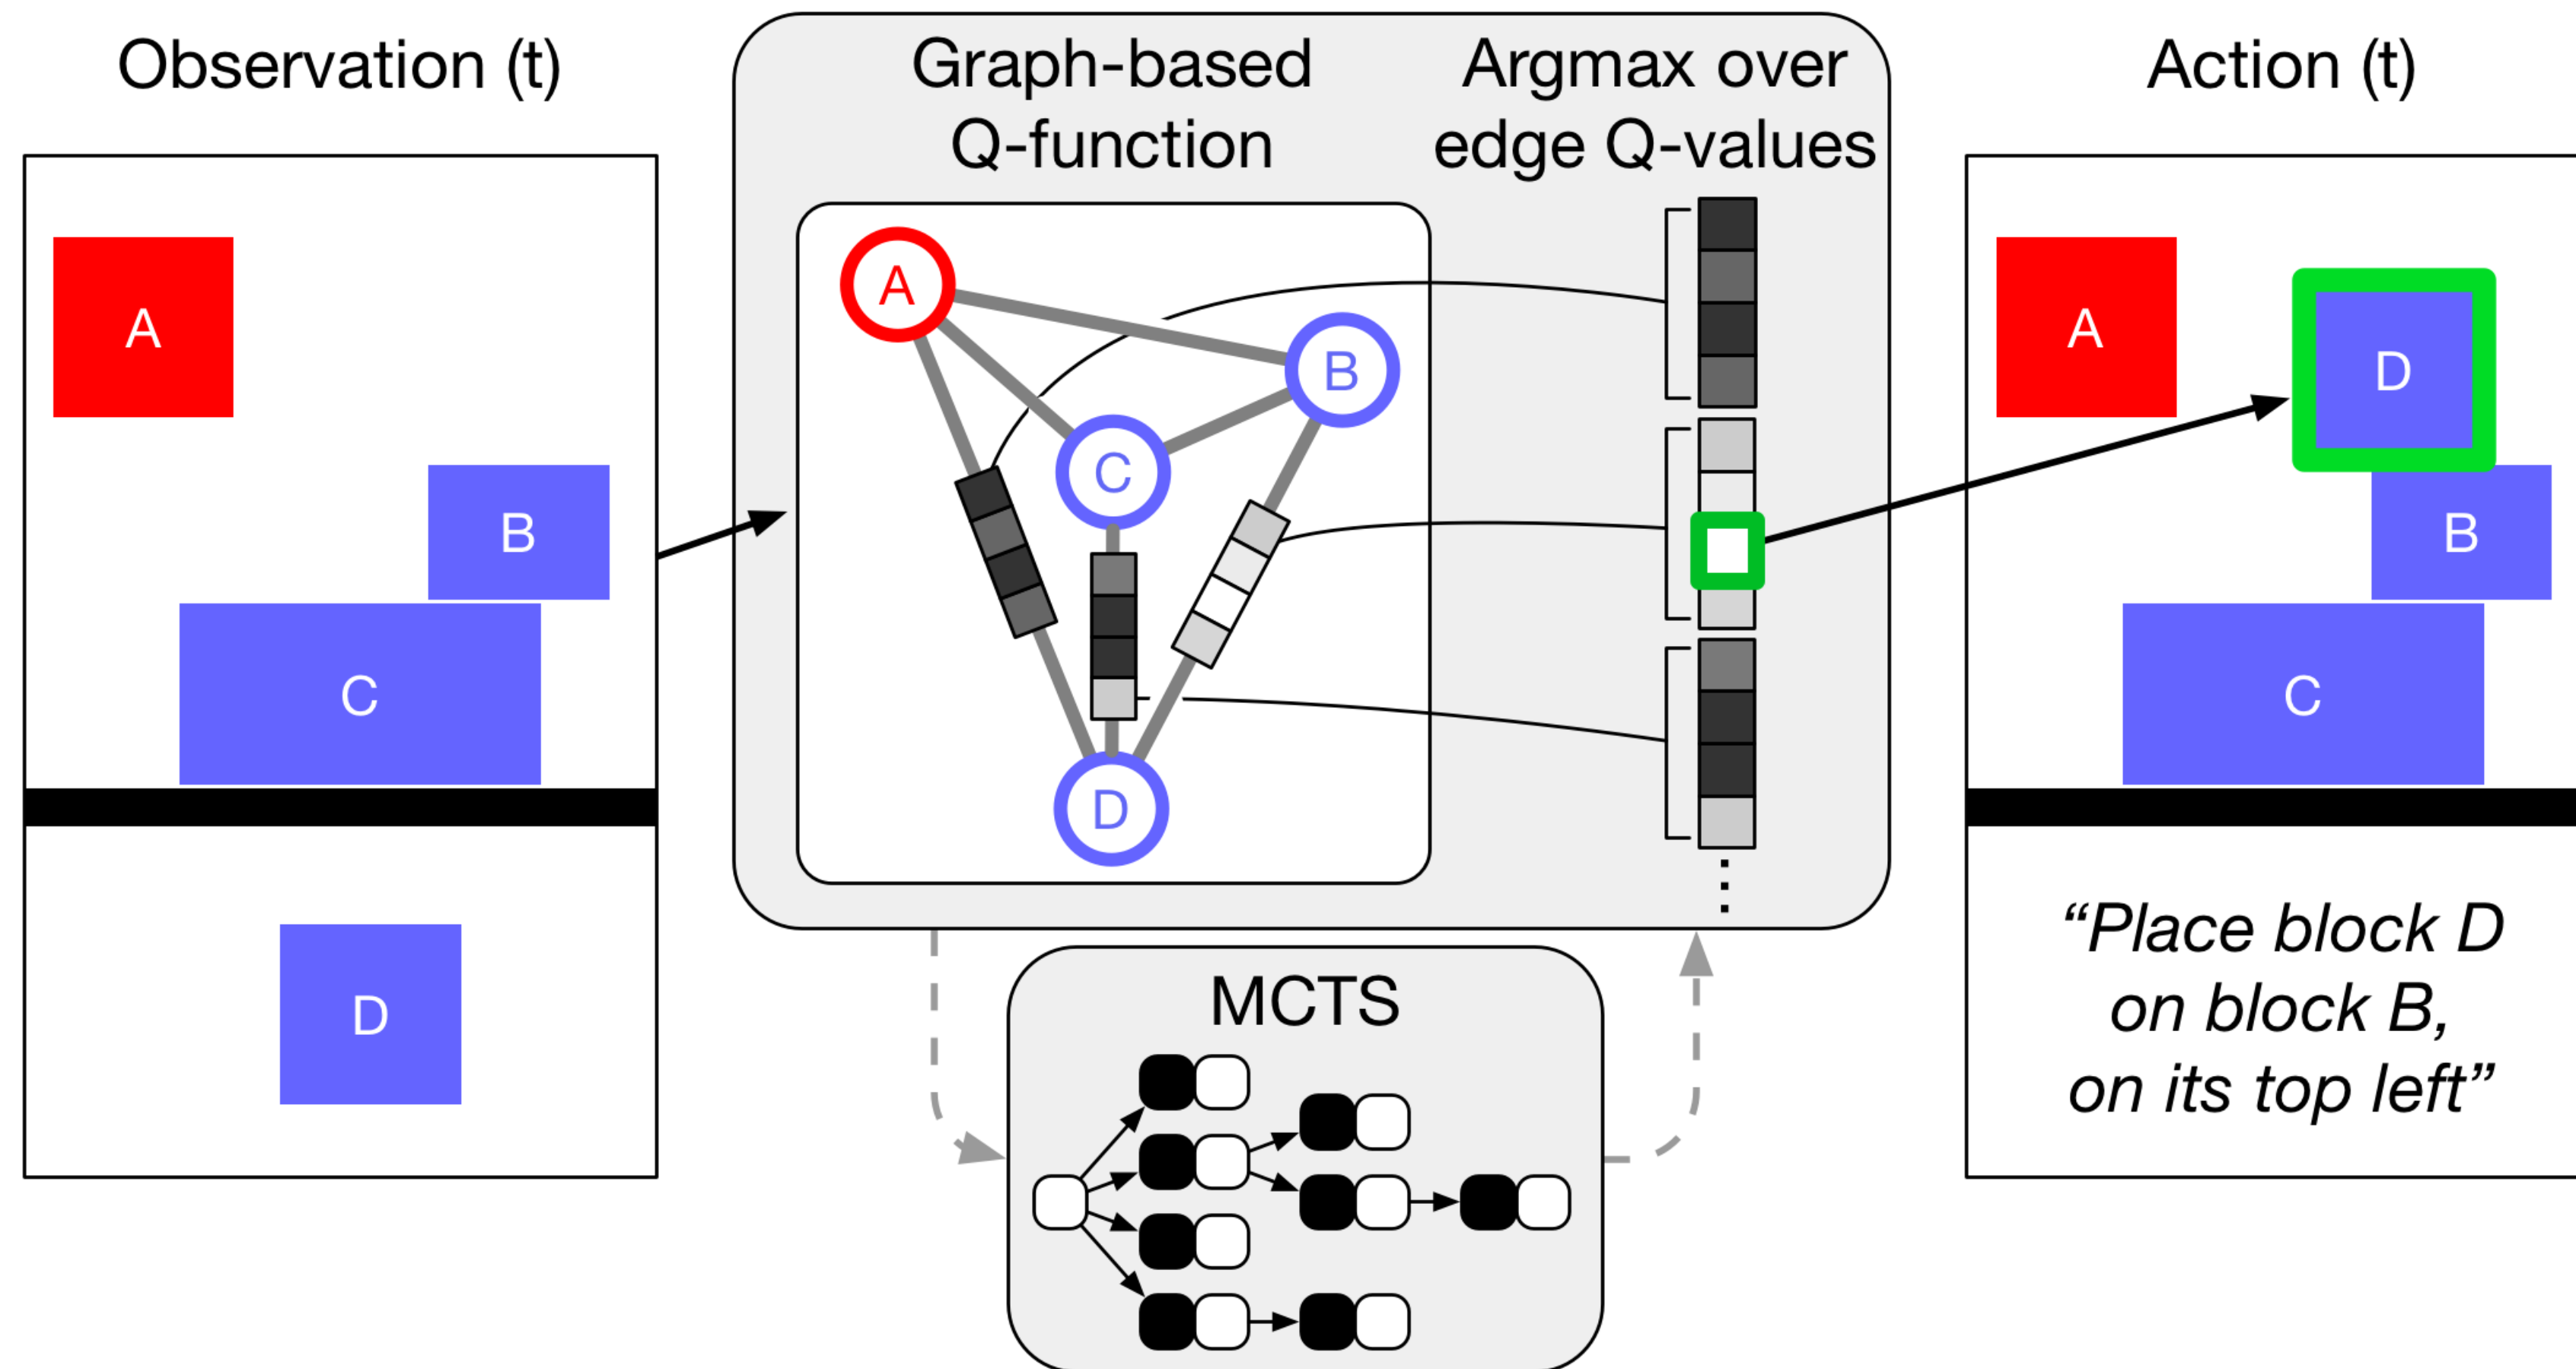 Observation (t)
A
B
C
D
Graph-based
Q-function
A
B
C
D
Argmax over
edge Q-values
MCTS
Action (t)
A
D
B
C
“Place block D
on block B,
on its top left”